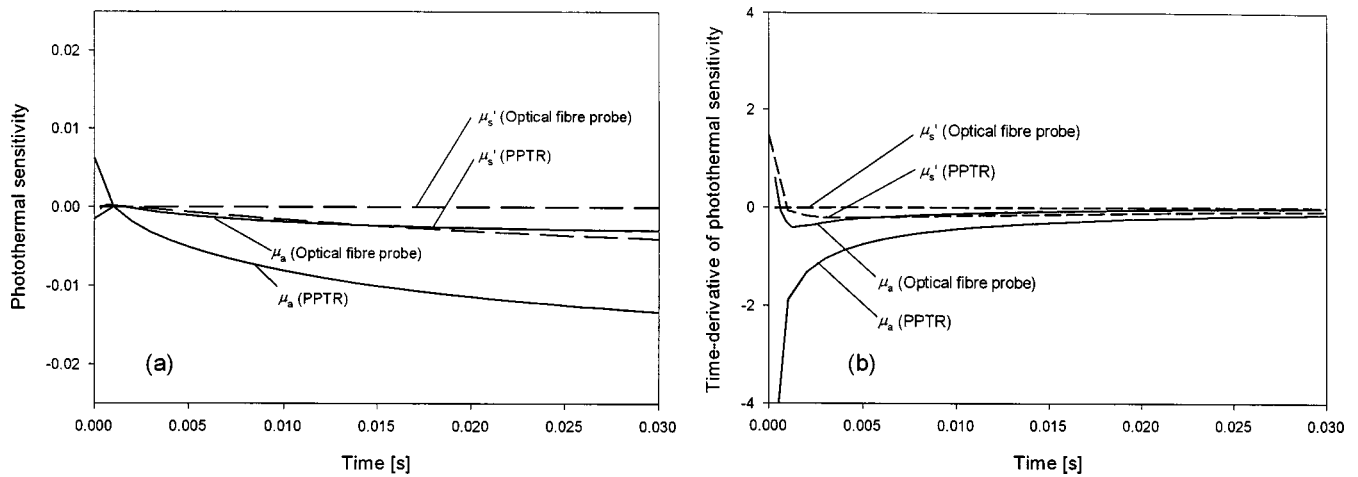 Photothermal sensitivity
0.02
0.01
0.00
-0.01
-0.02
μs' (Optical fibre probe)
μs' (PPTR)
μa (Optical fibre probe)
μa (PPTR)
(a)
0.000 0.005 0.010 0.015 0.020 0.025 0.030
Time [s]
Time-derivative of photothermal sensitivity
4
2
0
-2
-4
μs' (Optical fibre probe)
μs' (PPTR)
μa (Optical fibre probe)
μa (PPTR)
(b)
0.000 0.005 0.010 0.015 0.020 0.025 0.030
Time [s]